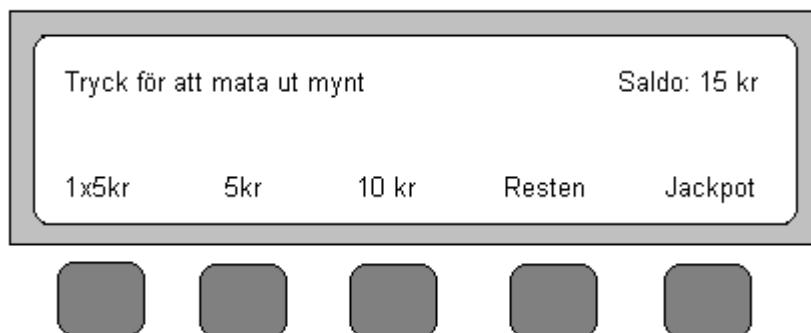 Tryck för att mata ut mynt Saldo: 15 kr
1x5kr 5kr 10 kr Resten Jackpot